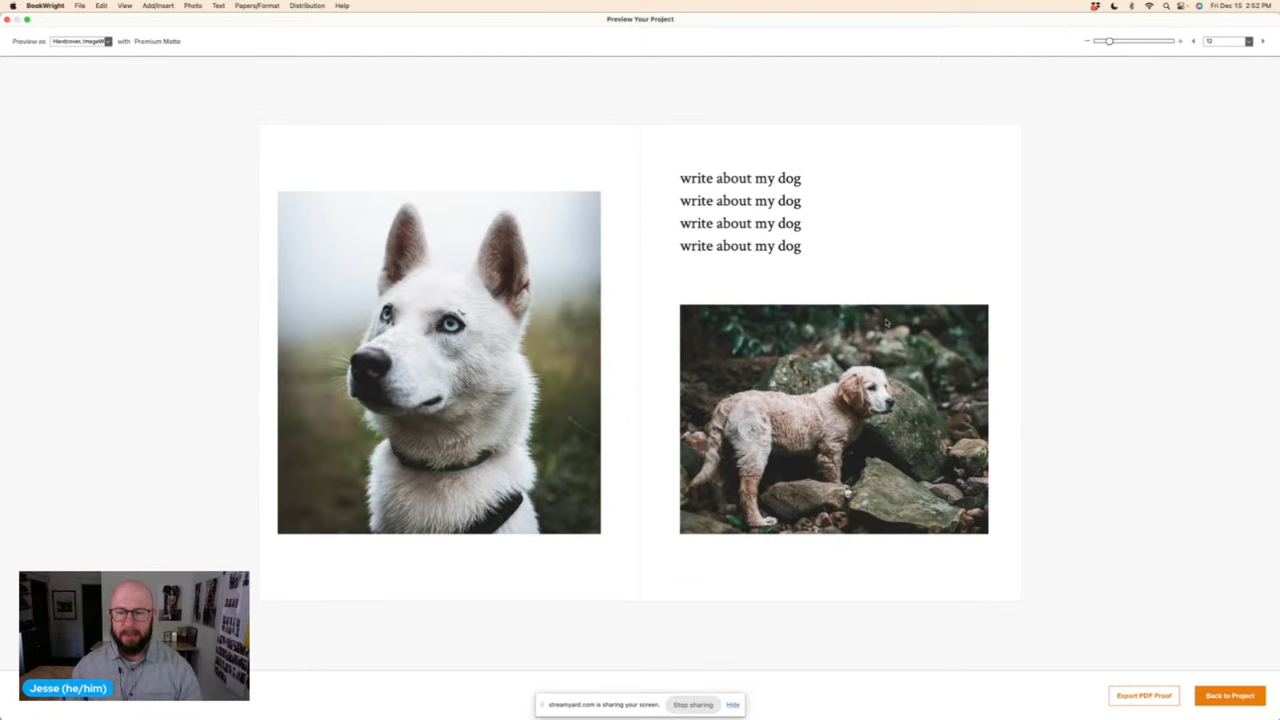 BookWright File Edit View Add/Insert Photo Text Papers/Format Distribution Help
Fri Dec 15 2:52 PM
Preview Your Project
Preview as Hardcover, ImageW with Premium Matte
12
write about my dog
write about my dog
write about my dog
write about my dog
Jesse (he/him)
streamyard.com is sharing your screen. Stop sharing Hide
Export PDF Proof Back to Project